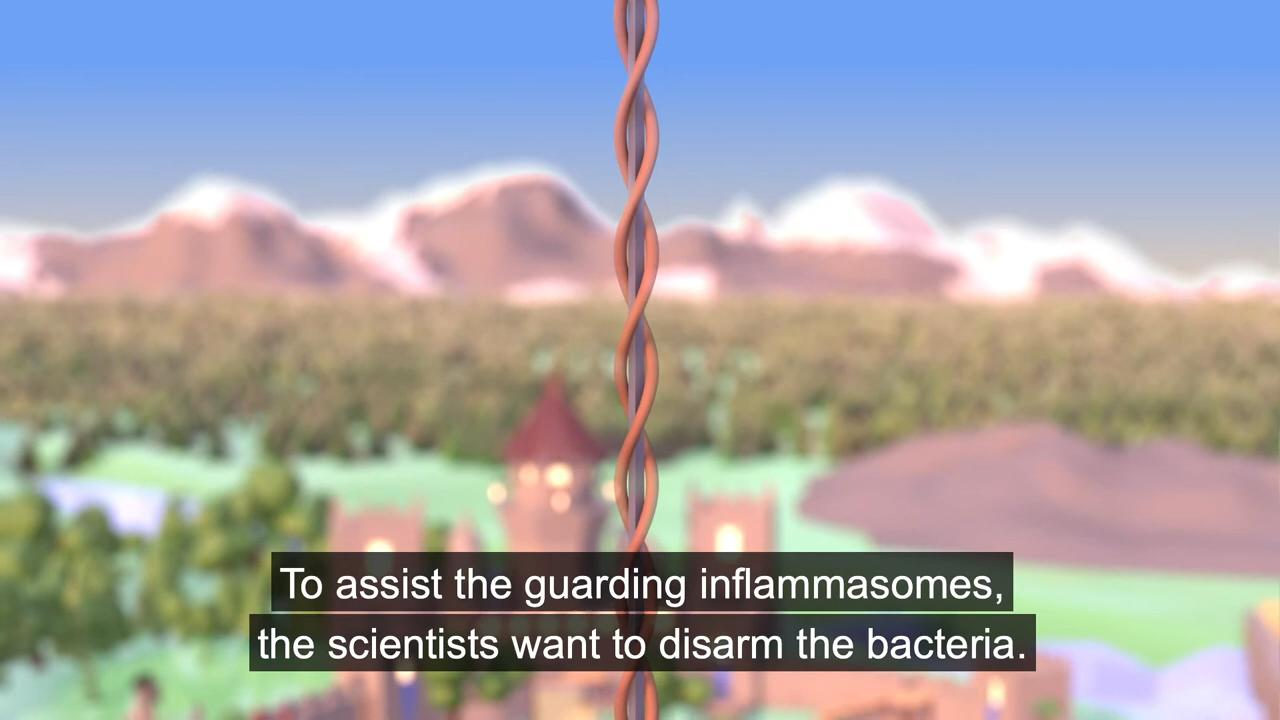 To assist the guarding inflammasomes,
the scientists want to disarm the bacteria.